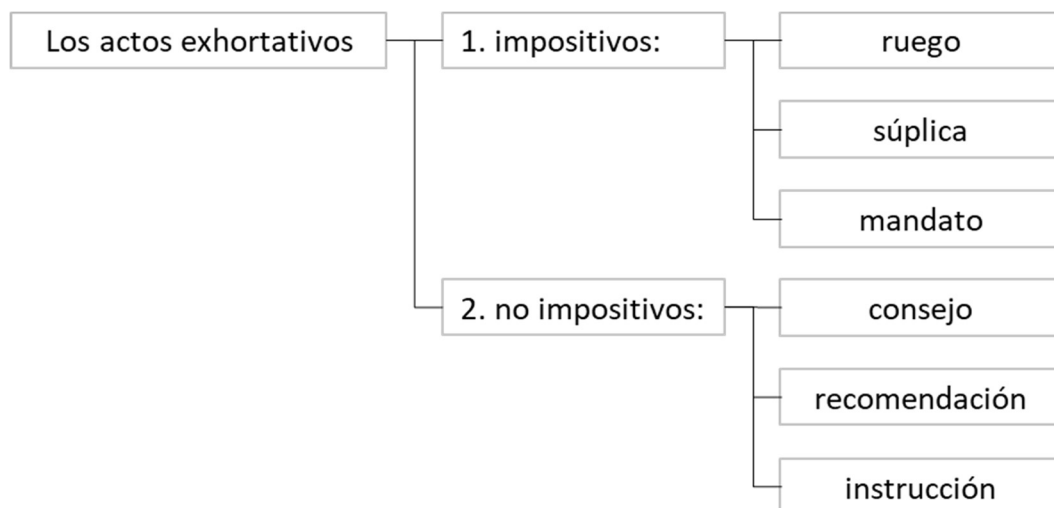 Los actos exhortativos
1. impositivos:
ruego
súplica
mandato
2. no impositivos:
consejo
recomendación
instrucción